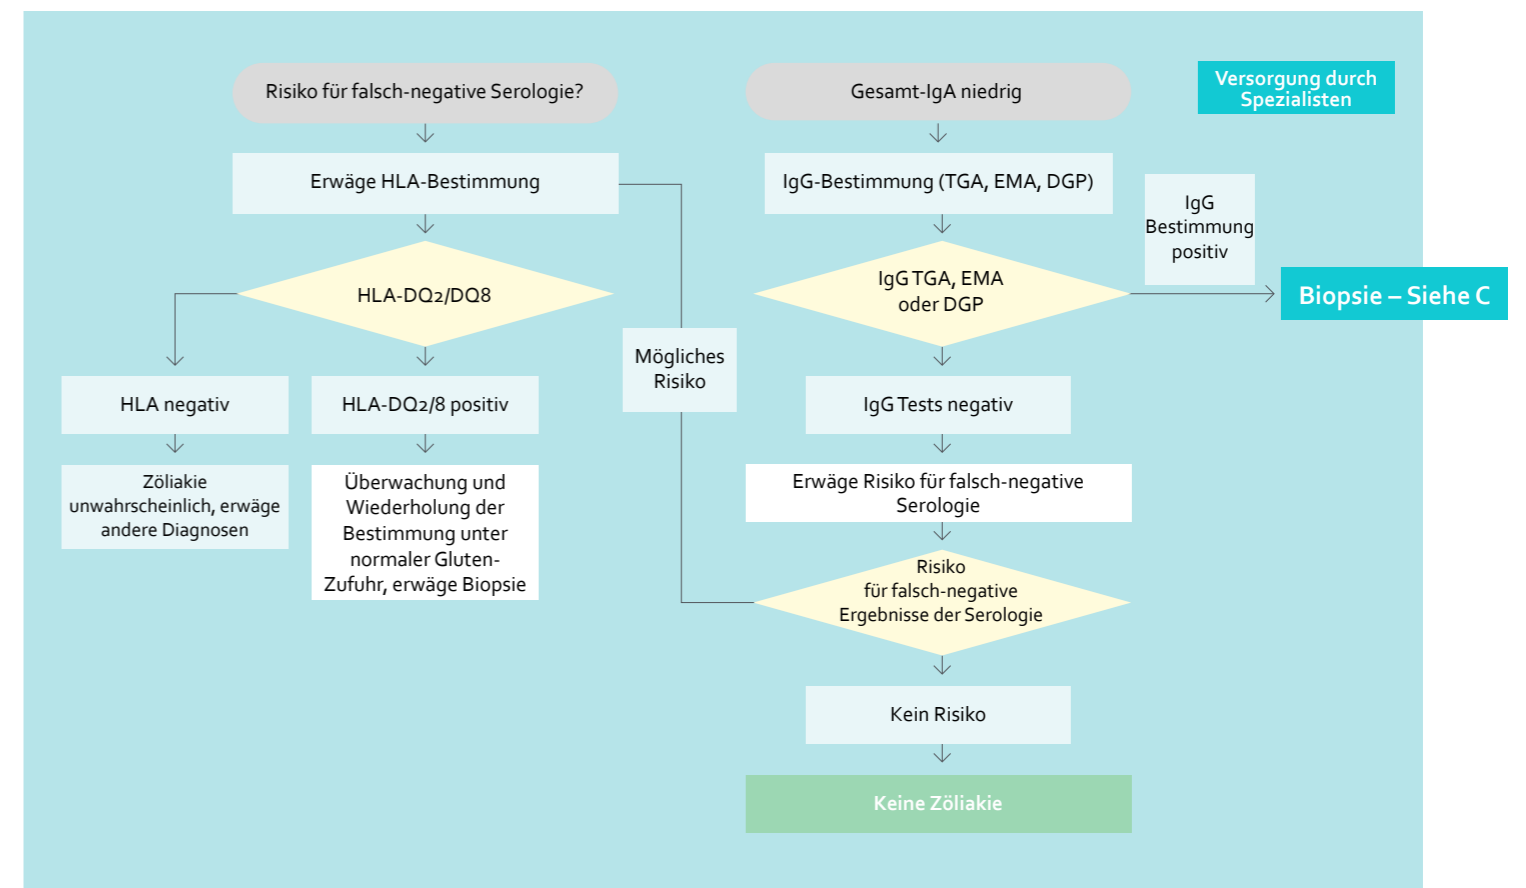 Risiko für falsch-negative Serologie?
Erwäge HLA-Bestimmung
HLA-DQ2/DQ8
HLA negativ
Zöliakie
unwahrscheinlich, erwäge
andere Diagnosen
HLA-DQ2/8 positiv
Überwachung und
Wiederholung der
Bestimmung unter
normaler Gluten-
Zufuhr, erwäge Biopsie
Mögliches
Risiko
Gesamt-IgA niedrig
IgG-Bestimmung (TGA, EMA, DGP)
IgG TGA, EMA
oder DGP
IgG Tests negativ
Erwäge Risiko für falsch-negative
Serologie
Risiko
für falsch-negative
Ergebnisse der Serologie
Kein Risiko
Keine Zöliakie
Versorgung durch
Spezialisten
IgG
Bestimmung
positiv
Biopsie – Siehe C